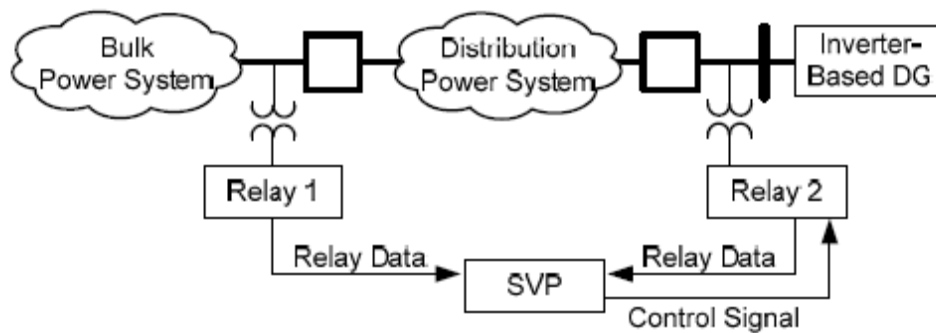 Bulk
Power System
Distribution
Power System
Inverter-
Based DG
Relay 1
Relay 2
Relay Data
Relay Data
SVP
Control Signal